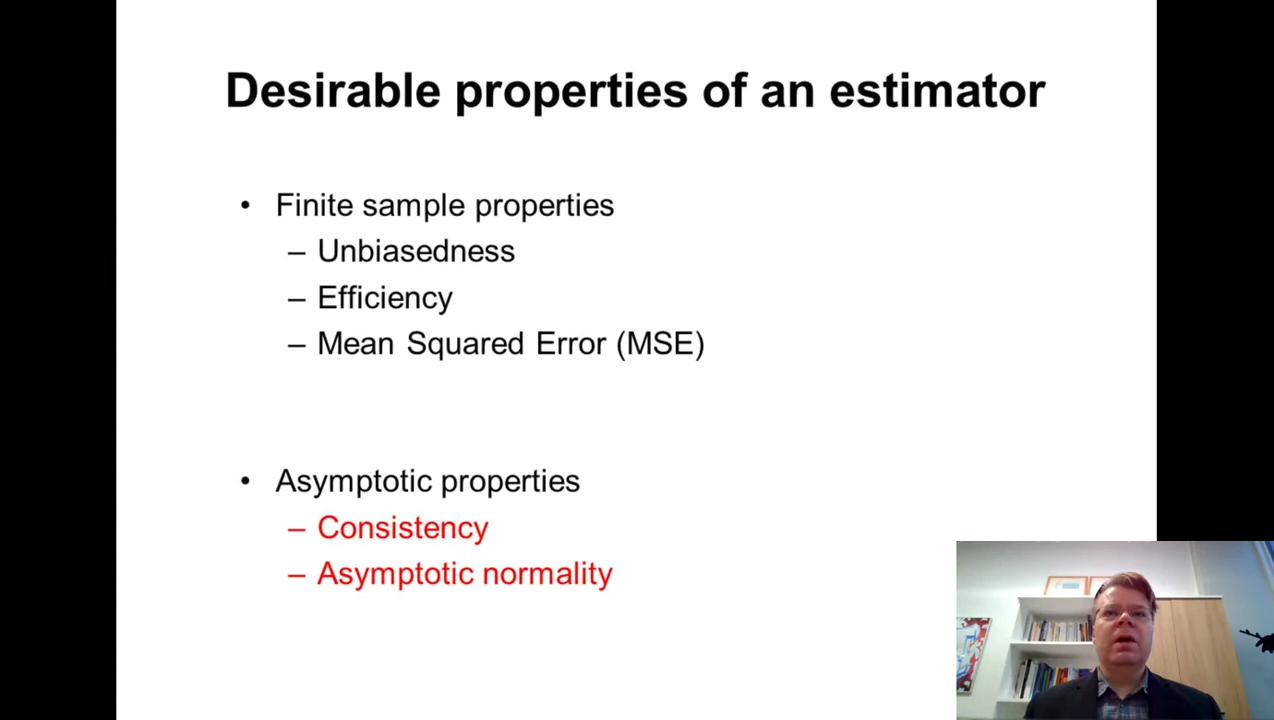 Desirable properties of an estimator
• Finite sample properties
– Unbiasedness
– Efficiency
– Mean Squared Error (MSE)
• Asymptotic properties
– Consistency
– Asymptotic normality